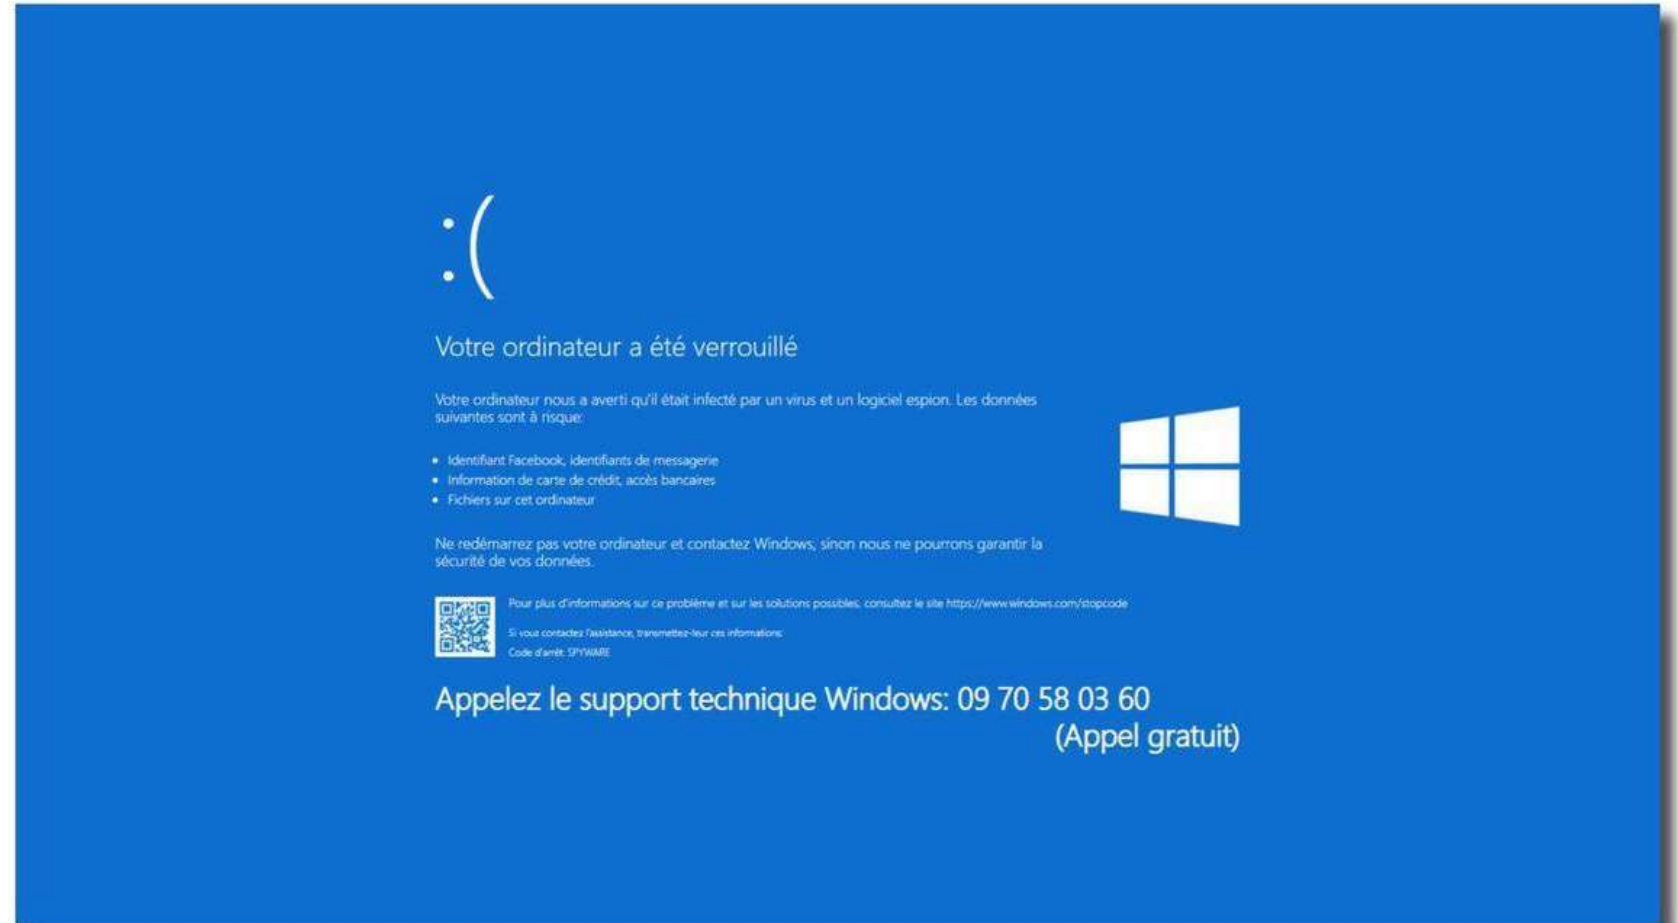 :(
Votre ordinateur a été verrouillé
Votre ordinateur nous a averti qu'il était infecté par un virus et un logiciel espion. Les données
suivantes sont à risque:
• Identifiant Facebook, identifiants de messagerie
• Information de carte de crédit, accès bancaires
• Fichiers sur cet ordinateur
Ne redémarrez pas votre ordinateur et contactez Windows, sinon nous ne pourrons garantir la
sécurité de vos données.
Pour plus d'informations sur ce problème et sur les solutions possibles, consultez le site https://www.windows.com/stopcode
Si vous contactez l'assistance, transmettez-leur ces informations:
Code d'arrêt: SPYWARE
Appelez le support technique Windows: 09 70 58 03 60
(Appel gratuit)